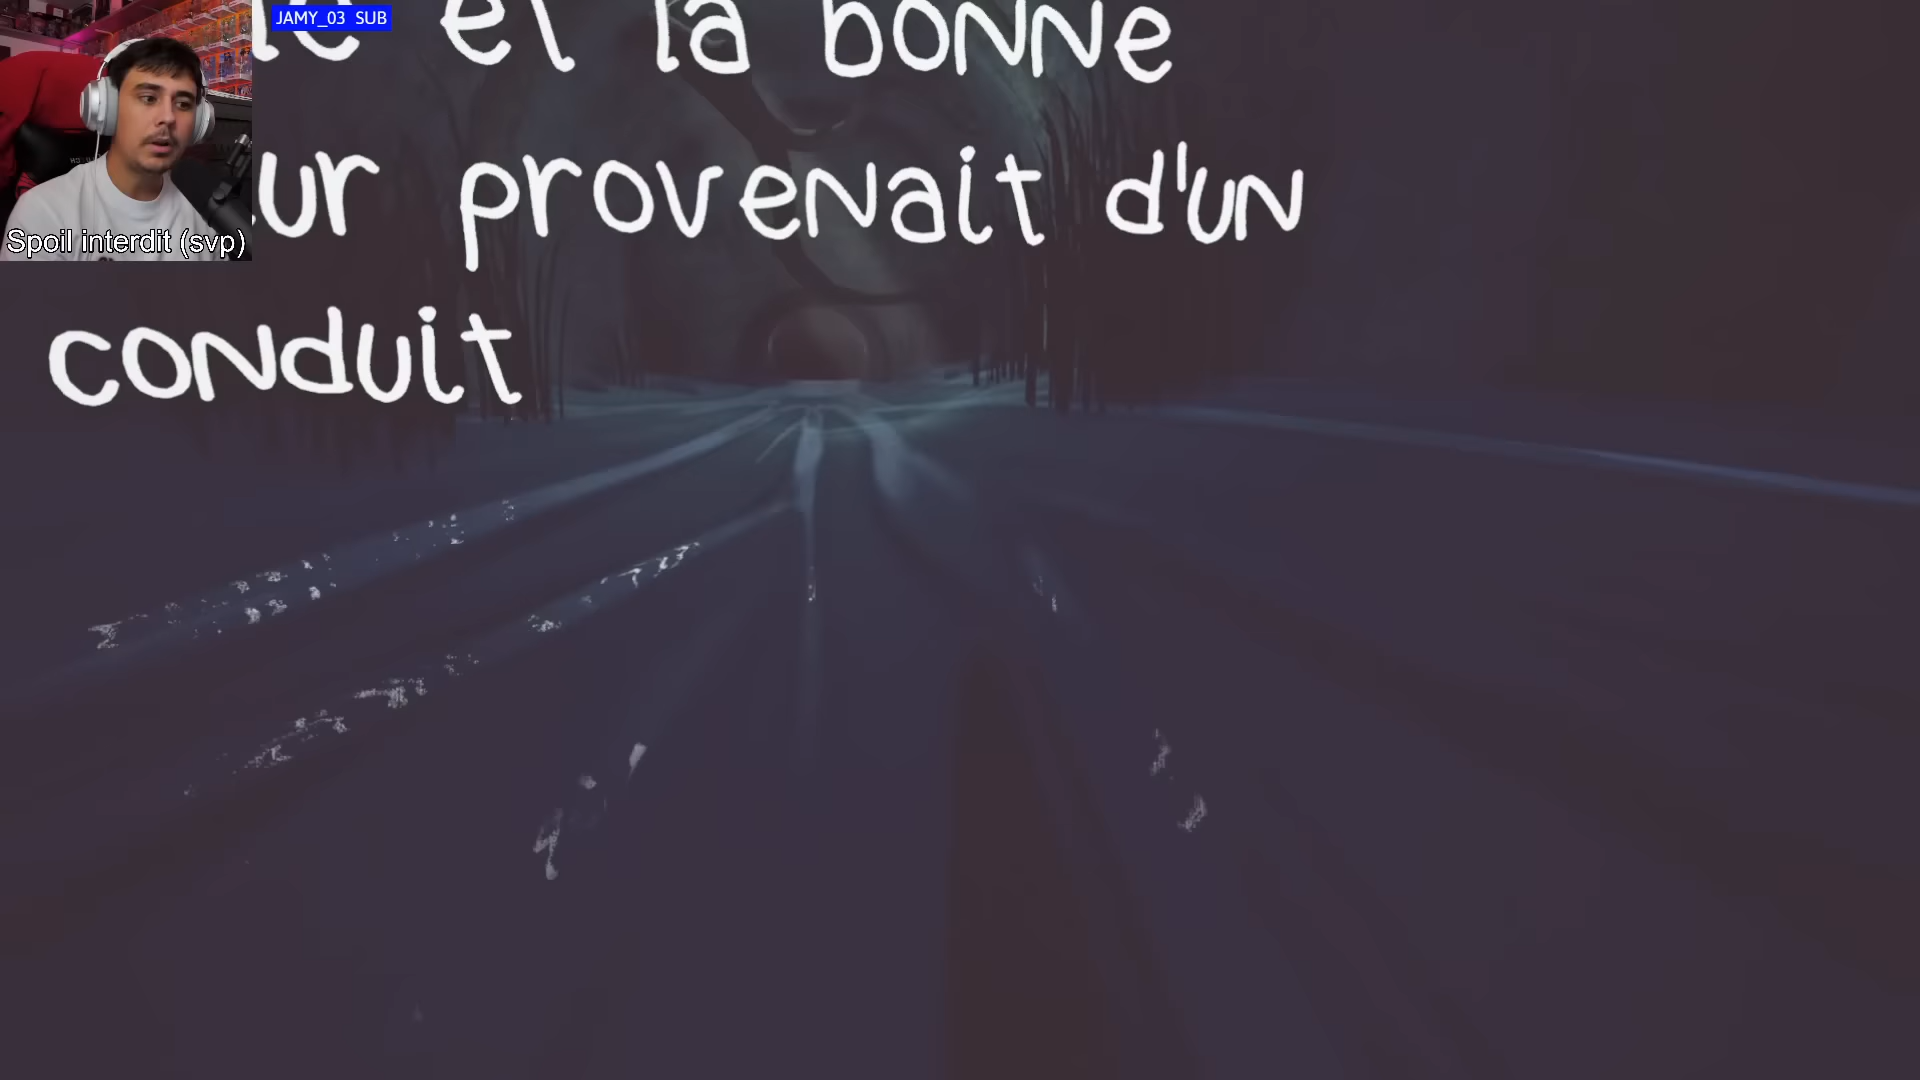 JAMY_03 SUB
et la bonne
provenait d'un
Spoil interdit (svp)
conduit